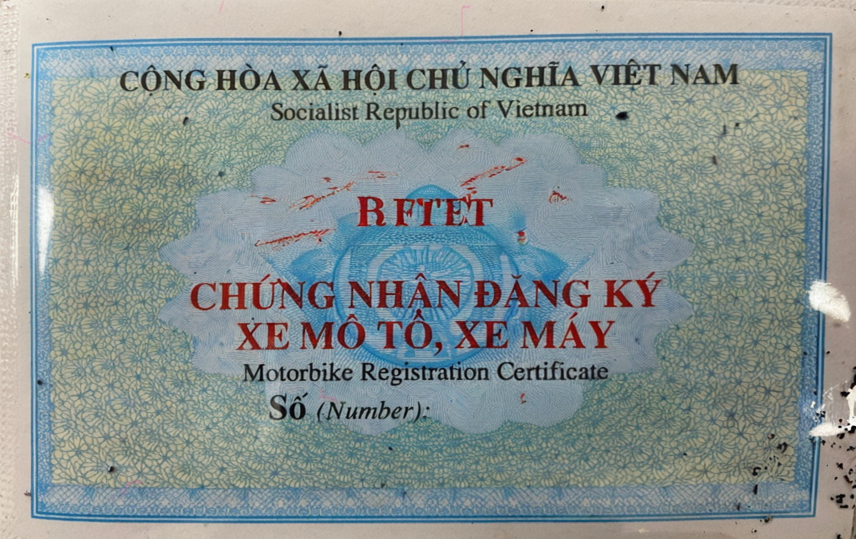 CỘNG HÒA XÃ HỘI CHỦ NGHĨA VIỆT NAM
Socialist Republic of Vietnam
CHỨNG NHẬN ĐĂNG KÝ
XE MÔ TÔ, XE MÁY
Motorbike Registration Certificate
Số (Number):